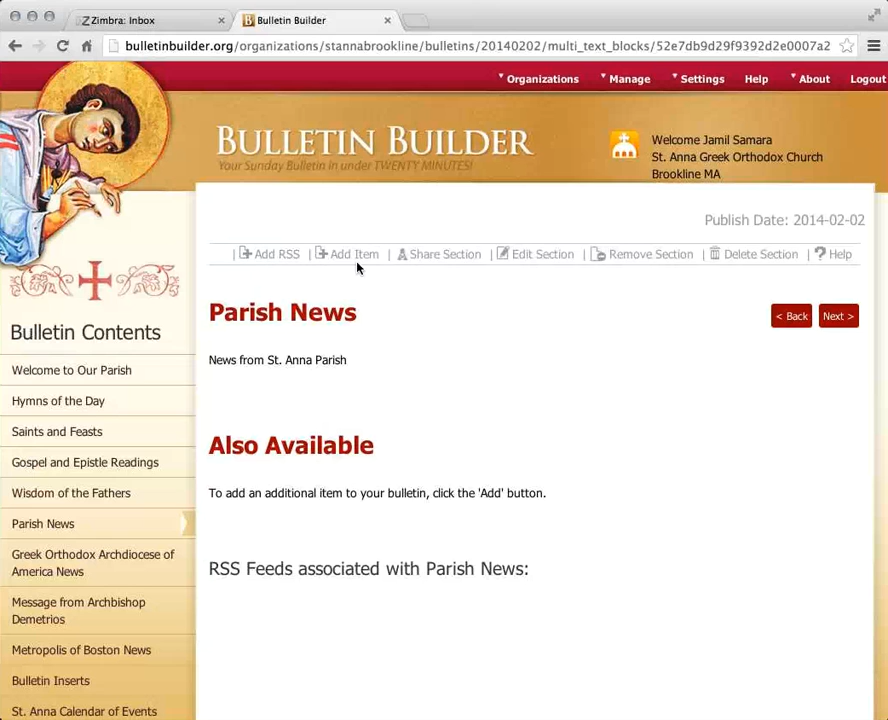 Zimbra: Inbox
Bulletin Builder
bulletinbuilder.org/organizations/stannabrookline/bulletins/20140202/multi_text_blocks/52e7db9d29f9392d2e0007a2
Organizations Manage Settings Help About Logout
BULLETIN BUILDER
Your Sunday Bulletin in under TWENTY MINUTES!
Welcome Jamil Samara
St. Anna Greek Orthodox Church
Brookline MA
Publish Date: 2014-02-02
| Add RSS | Add Item | Share Section | Edit Section | Remove Section | Delete Section | Help
Parish News
< Back Next >
News from St. Anna Parish
Also Available
To add an additional item to your bulletin, click the 'Add' button.
RSS Feeds associated with Parish News:
Bulletin Contents
Welcome to Our Parish
Hymns of the Day
Saints and Feasts
Gospel and Epistle Readings
Wisdom of the Fathers
Parish News
Greek Orthodox Archdiocese of
America News
Message from Archbishop
Demetrios
Metropolis of Boston News
Bulletin Inserts
St. Anna Calendar of Events